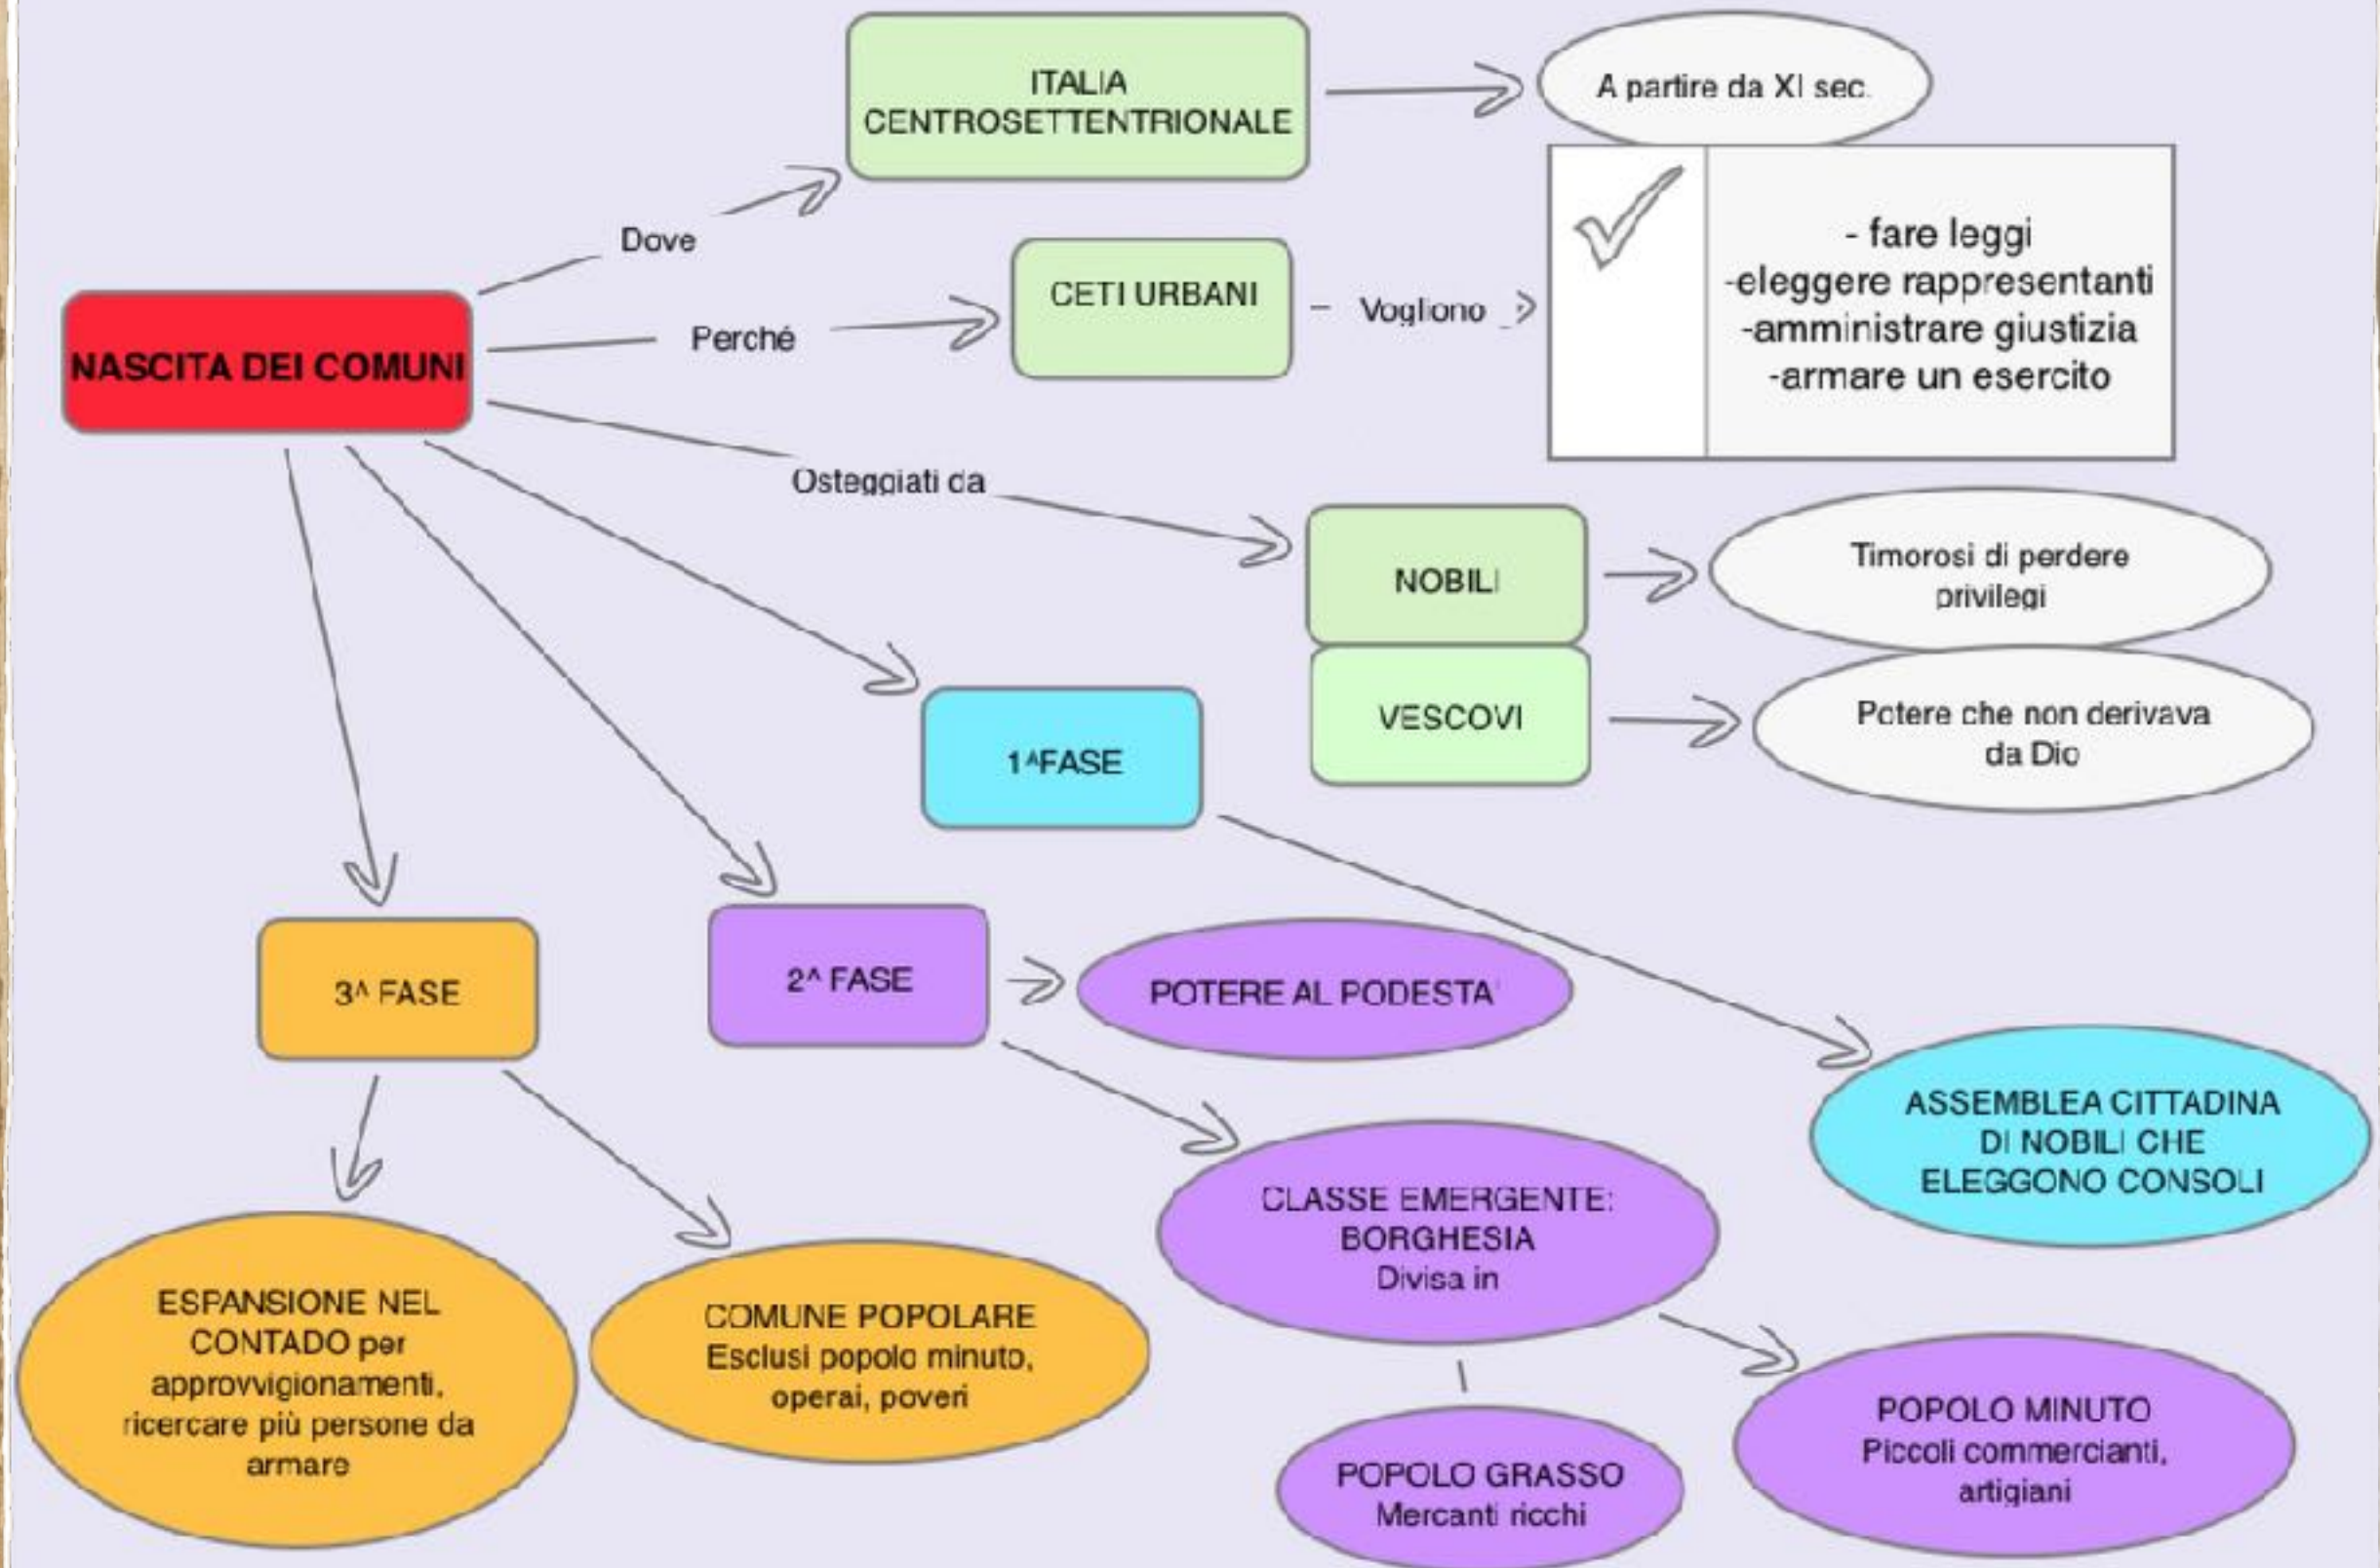 ITALIA
CENTROSETTENTRIONALE
A partire da XI sec.
Dove
- fare leggi
-eleggere rappresentanti
-amministrare giustizia
-armare un esercito
CETI URBANI
Vogliono
Perché
NASCITA DEI COMUNI
Osteggiati da
NOBILI
Timorosi di perdere
privilegi
VESCOVI
Potere che non derivava
da Dio
1^FASE
3^ FASE
2^ FASE
POTERE AL PODESTA'
ASSEMBLEA CITTADINA
DI NOBILI CHE
ELEGGONO CONSOLI
CLASSE EMERGENTE:
BORGHESIA
Divisa in
ESPANSIONE NEL
CONTADO per
approvvigionamenti,
ricercare più persone da
armare
COMUNE POPOLARE
Esclusi popolo minuto,
operai, poveri
POPOLO GRASSO
Mercanti ricchi
POPOLO MINUTO
Piccoli commercianti,
artigiani